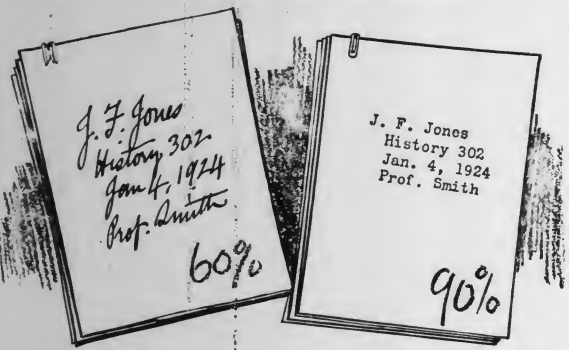 J. F. Jones
History 302
Jan 4, 1924
Prof. Smith
60%
J. F. Jones
History 302
Jan. 4, 1924
Prof. Smith
90%